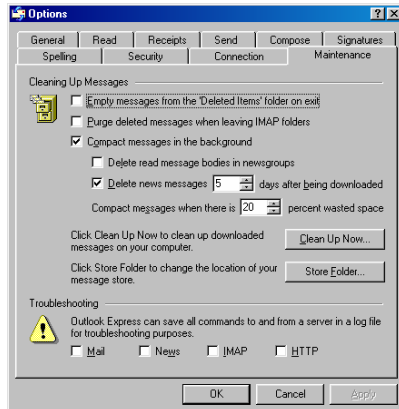 Options
General Read Receipts Send Compose Signatures
Spelling Security Connection Maintenance
Cleaning Up Messages
Empty messages from the 'Deleted Items' folder on exit
Purge deleted messages when leaving IMAP folders
Compact messages in the background
Delete read message bodies in newsgroups
Delete news messages 5 days after being downloaded
Compact messages when there is 20 percent wasted space
Click Clean Up Now to clean up downloaded
messages on your computer.
Clean Up Now...
Click Store Folder to change the location of your
message store.
Store Folder...
Troubleshooting
Outlook Express can save all commands to and from a server in a log file
for troubleshooting purposes.
Mail News IMAP HTTP
OK Cancel Apply